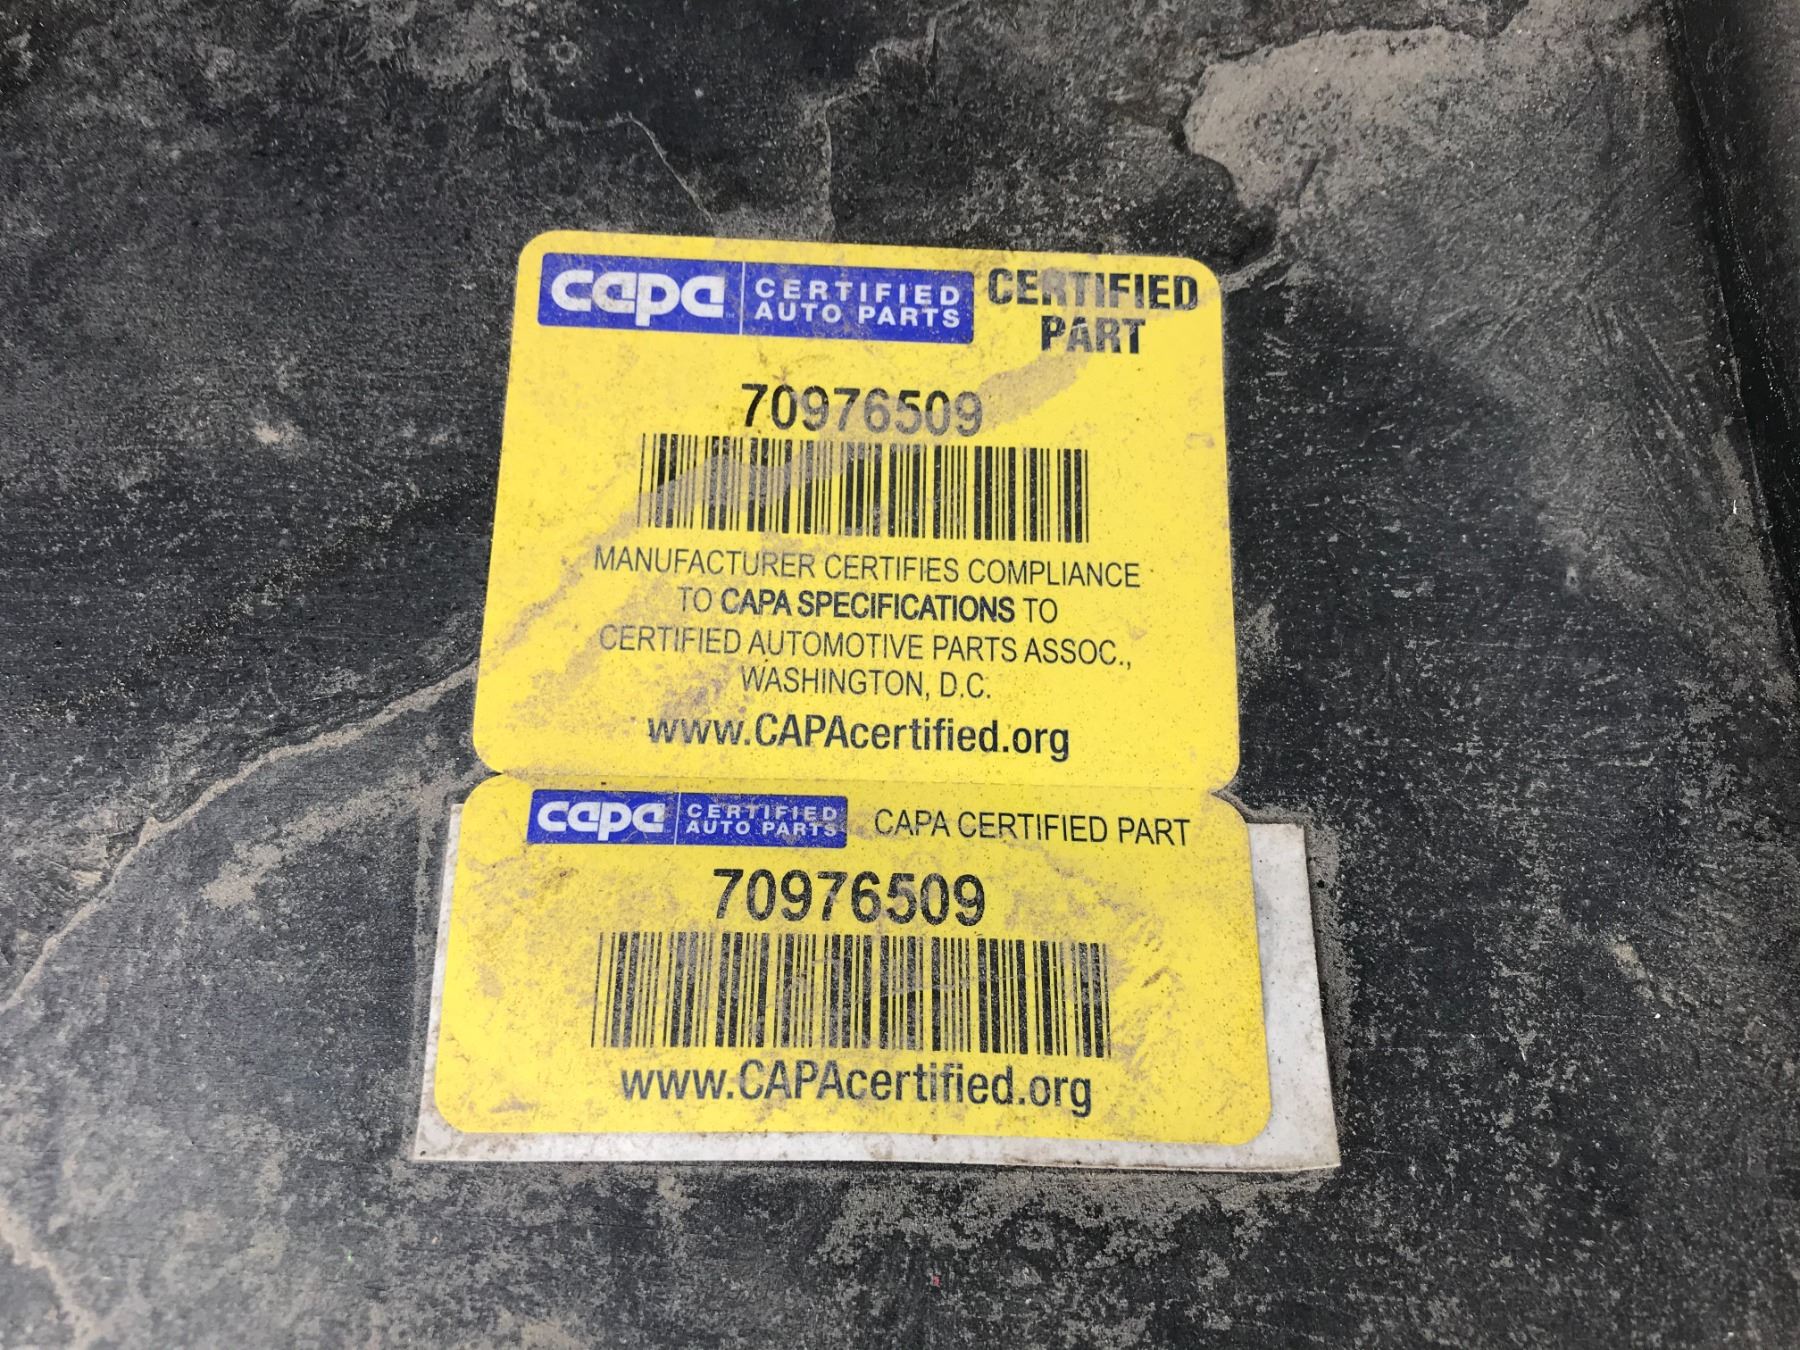 capa CERTIFIED AUTO PARTS
CERTIFIED PART
70976509
MANUFACTURER CERTIFIES COMPLIANCE
TO CAPA SPECIFICATIONS TO
CERTIFIED AUTOMOTIVE PARTS ASSOC.,
WASHINGTON, D.C.
www.CAPAcertified.org
capa CERTIFIED AUTO PARTS
CAPA CERTIFIED PART
70976509
www.CAPAcertified.org